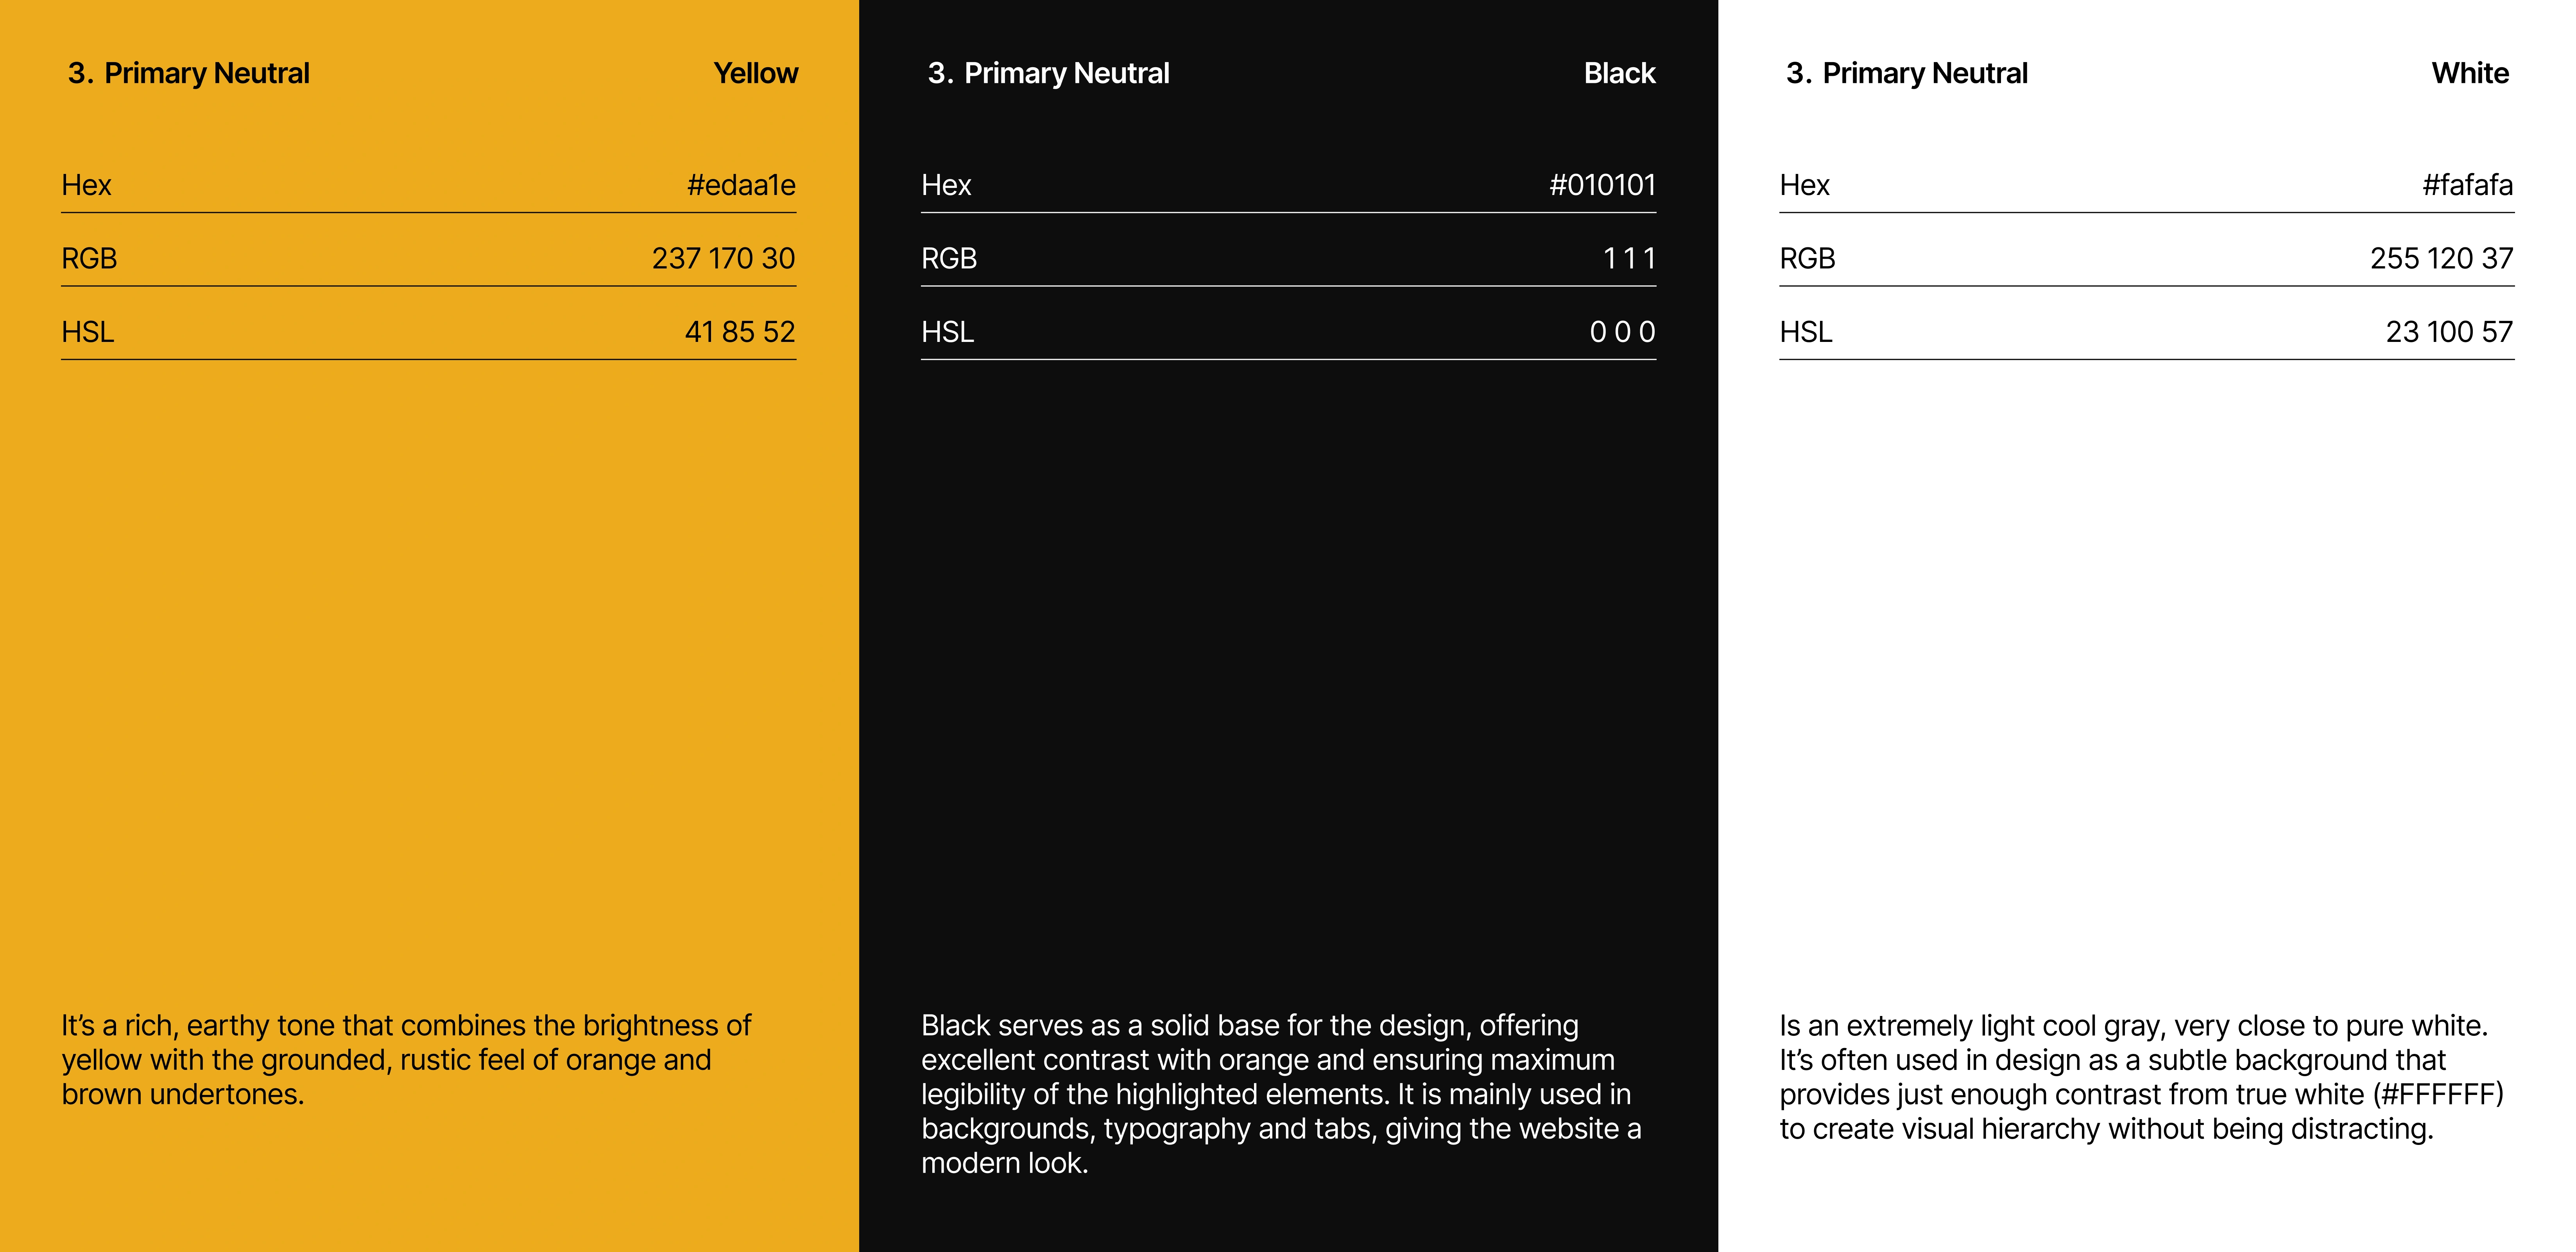 3. Primary Neutral Yellow
Hex #edaa1e
RGB 237 170 30
HSL 41 85 52
It’s a rich, earthy tone that combines the brightness of
yellow with the grounded, rustic feel of orange and
brown undertones.
3. Primary Neutral Black
Hex #010101
RGB 1 1 1
HSL 0 0 0
Black serves as a solid base for the design, offering
excellent contrast with orange and ensuring maximum
legibility of the highlighted elements. It is mainly used in
backgrounds, typography and tabs, giving the website a
modern look.
3. Primary Neutral White
Hex #fafafa
RGB 255 120 37
HSL 23 100 57
Is an extremely light cool gray, very close to pure white.
It’s often used in design as a subtle background that
provides just enough contrast from true white (#FFFFFF)
to create visual hierarchy without being distracting.